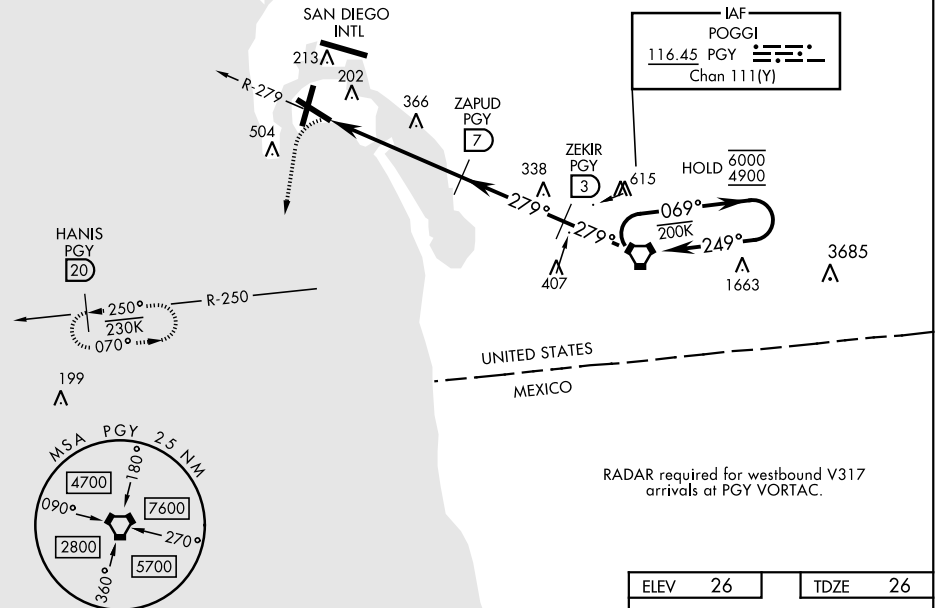 SAN DIEGO
INTL
213
202
R-279
504
366
ZAPUD
PGY
7
IAF
POGGI
116.45 PGY
Chan 111(Y)
338
ZEKIR
PGY
3
615
HOLD 6000
4900
069°
200K
249°
279°
279°
407
1663
3685
HANIS
PGY
20
R-250
250°
230K
070°
199
UNITED STATES
MEXICO
MSA PGY 25 NM
180°
4700
090°
7600
270°
2800
5700
360°
RADAR required for westbound V317
arrivals at PGY VORTAC.
ELEV 26
TDZE 26